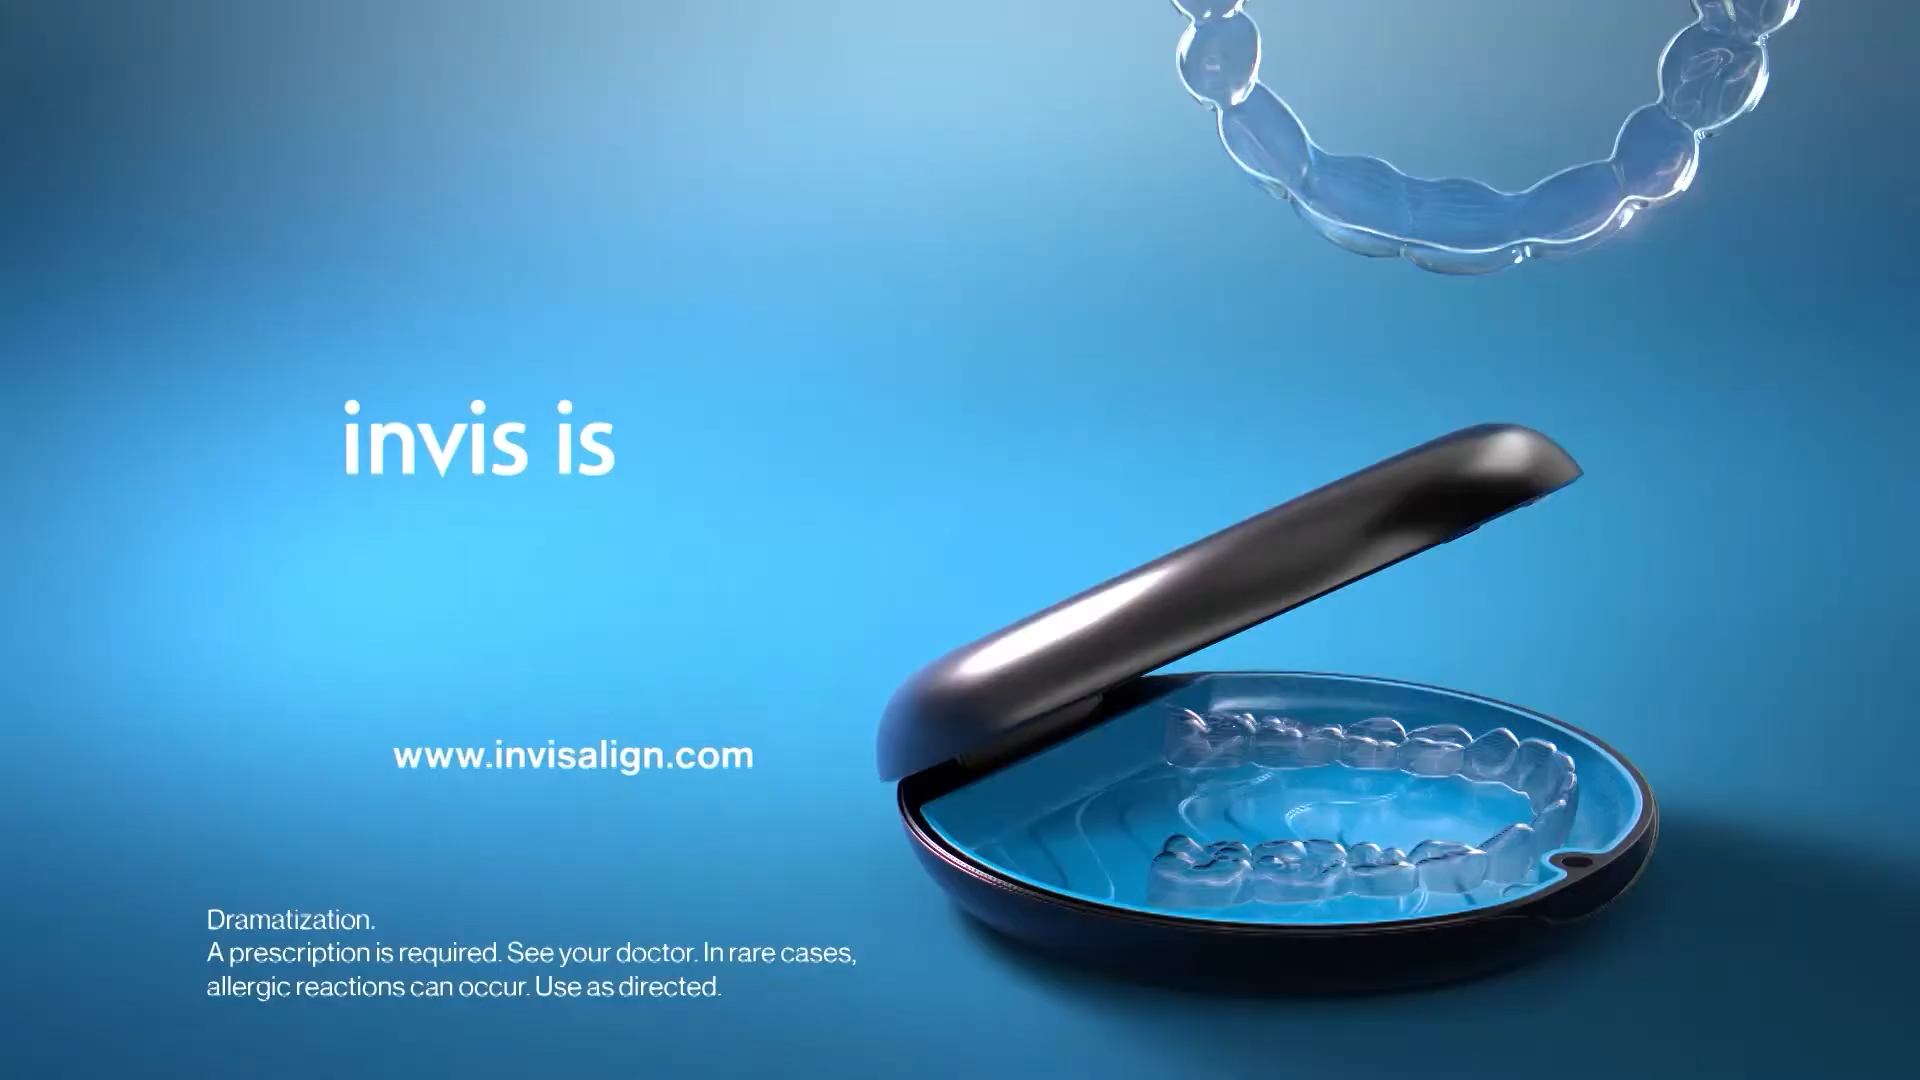 invis is
www.invisalign.com
Dramatization.
A prescription is required. See your doctor. In rare cases,
allergic reactions can occur. Use as directed.